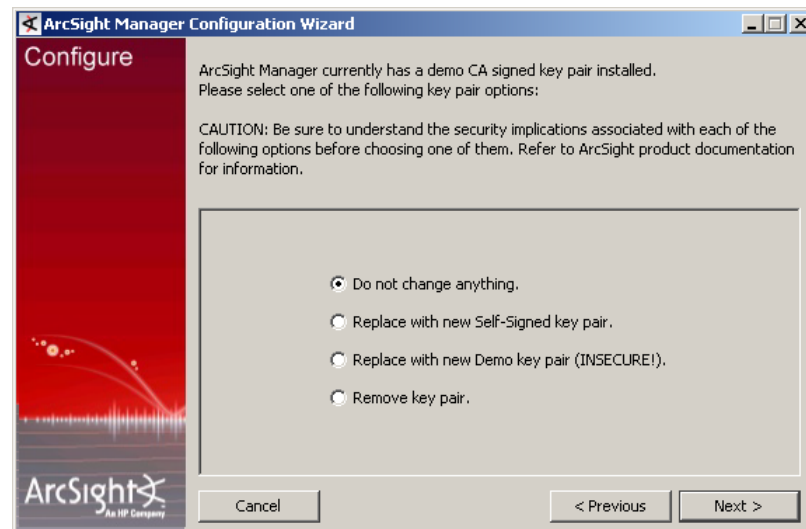 ArcSight Manager Configuration Wizard
Configure
ArcSight Manager currently has a demo CA signed key pair installed.
Please select one of the following key pair options:
CAUTION: Be sure to understand the security implications associated with each of the
following options before choosing one of them. Refer to ArcSight product documentation
for information.
Do not change anything.
Replace with new Self-Signed key pair.
Replace with new Demo key pair (INSECURE!).
Remove key pair.
ArcSight
An HP Company
Cancel
< Previous
Next >